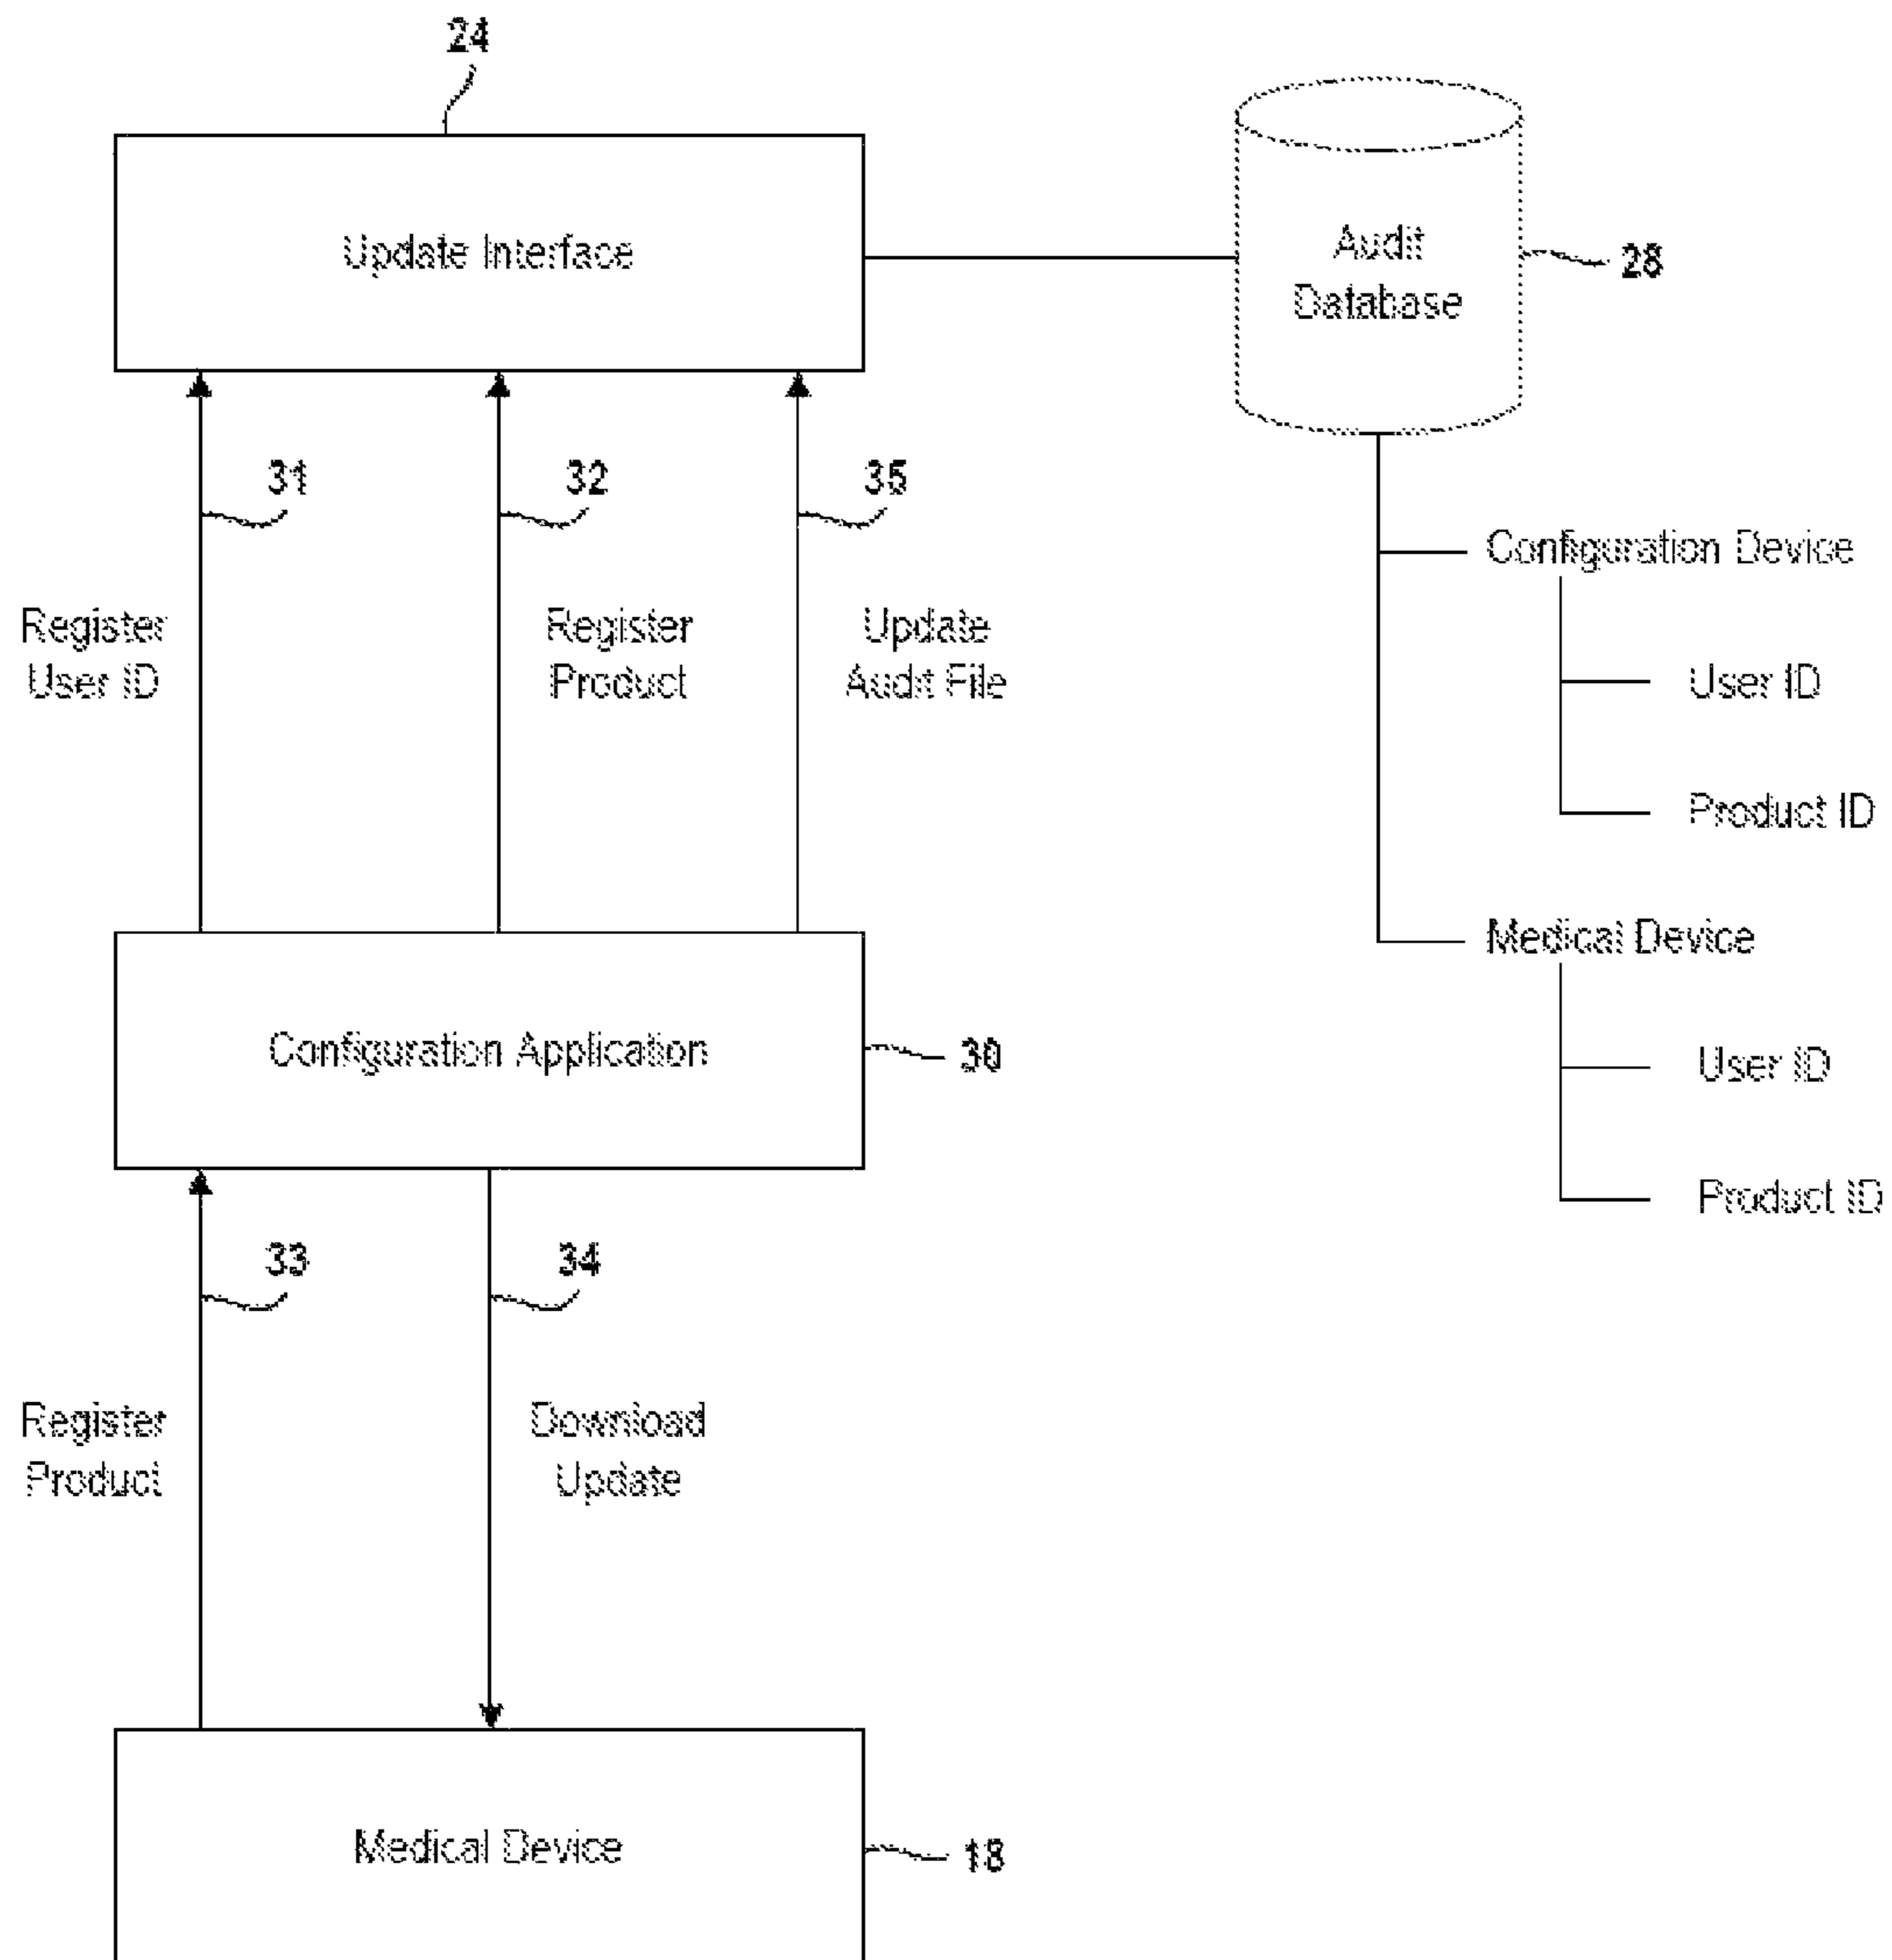 24
Update Interface
Audit
Database
28
31
32
35
Register
User ID
Register
Product
Update
Audit File
Configuration Device
User ID
Product ID
Configuration Application
30
Medical Device
User ID
Product ID
33
34
Register
Product
Download
Update
Medical Device
18